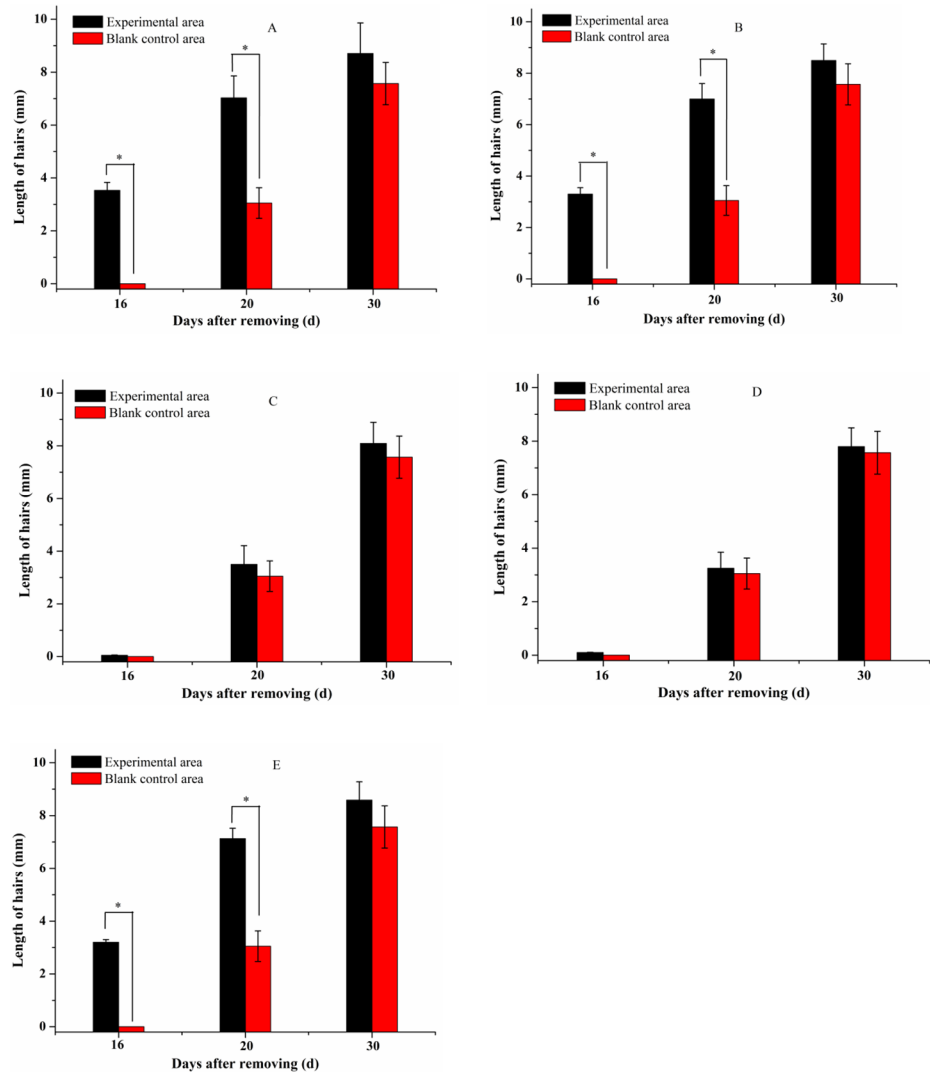 A
Experimental area
Blank control area
10
8
6
4
2
0
*
*
16
20
30
Length of hairs (mm)
Days after removing (d)
B
Experimental area
Blank control area
10
8
6
4
2
0
*
*
16
20
30
Length of hairs (mm)
Days after removing (d)
C
Experimental area
Blank control area
10
8
6
4
2
0
16
20
30
Length of hairs (mm)
Days after removing (d)
D
Experimental area
Blank control area
10
8
6
4
2
0
16
20
30
Length of hairs (mm)
Days after removing (d)
E
Experimental area
Blank control area
10
8
6
4
2
0
*
*
16
20
30
Length of hairs (mm)
Days after removing (d)